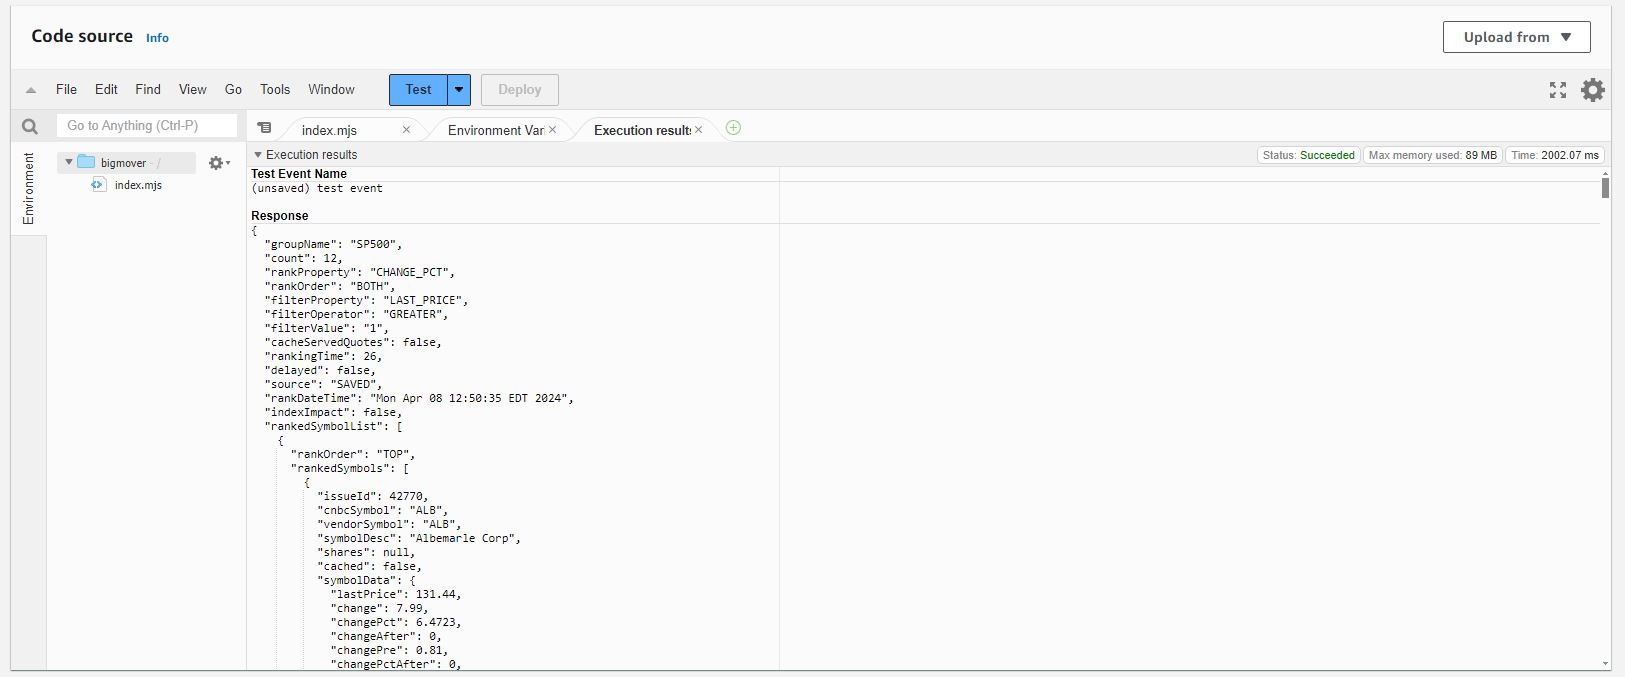 Code source Info
Upload from
File Edit Find View Go Tools Window Test Deploy
Go to Anything (Ctrl-P)
index.mjs
Environment Vari
Execution results
Environment
bigmover - /
index.mjs
Execution results
Status: Succeeded
Max memory used: 89 MB
Time: 2002.07 ms
Test Event Name
(unsaved) test event
Response
{
"groupName": "SP500",
"count": 12,
"rankProperty": "CHANGE_PCT",
"rankOrder": "BOTH",
"filterProperty": "LAST_PRICE",
"filterOperator": "GREATER",
"filterValue": "1",
"cacheServedQuotes": false,
"rankingTime": 26,
"delayed": false,
"source": "SAVED",
"rankDateTime": "Mon Apr 08 12:50:35 EDT 2024",
"indexImpact": false,
"rankedSymbolList": [
{
"rankOrder": "TOP",
"rankedSymbols": [
{
"issueId": 42770,
"cnbcSymbol": "ALB",
"vendorSymbol": "ALB",
"symbolDesc": "Albemarle Corp",
"shares": null,
"cached": false,
"symbolData": {
"lastPrice": 131.44,
"change": 7.99,
"changePct": 6.4723,
"changeAfter": 0,
"changePre": 0.81,
"changePctAfter": 0,